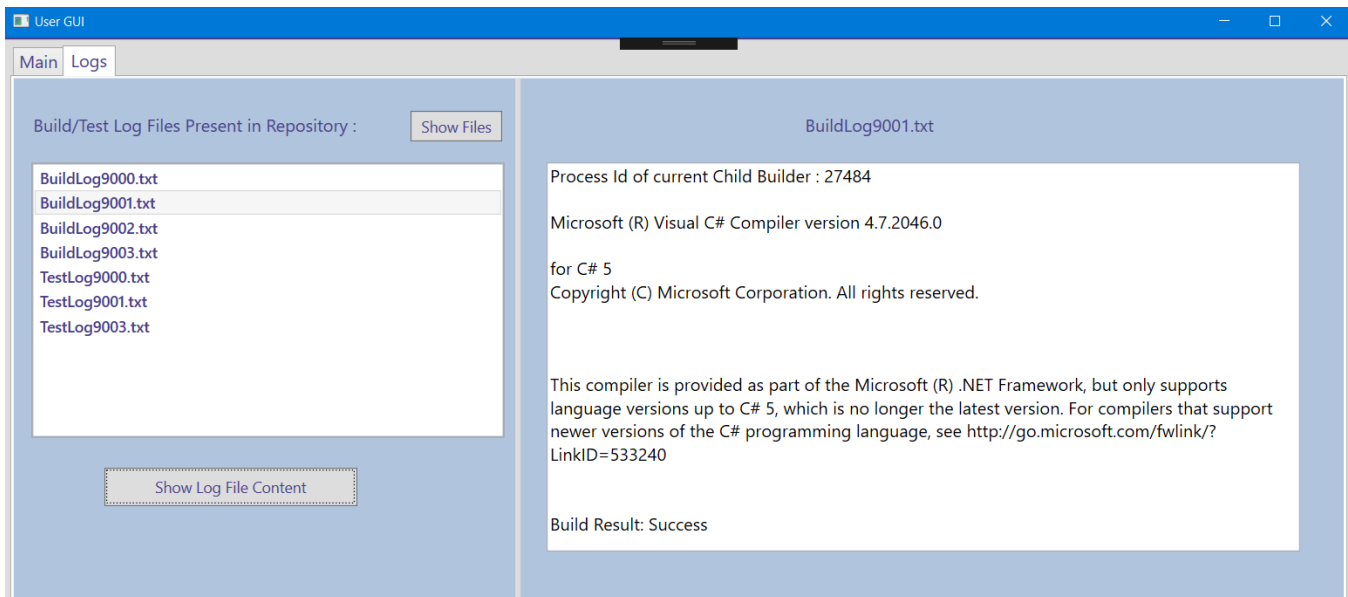 User GUI
Main Logs
Build/Test Log Files Present in Repository :
Show Files
BuildLog9000.txt
BuildLog9001.txt
BuildLog9002.txt
BuildLog9003.txt
TestLog9000.txt
TestLog9001.txt
TestLog9003.txt
Show Log File Content
BuildLog9001.txt
Process Id of current Child Builder : 27484
Microsoft (R) Visual C# Compiler version 4.7.2046.0
for C# 5
Copyright (C) Microsoft Corporation. All rights reserved.
This compiler is provided as part of the Microsoft (R) .NET Framework, but only supports
language versions up to C# 5, which is no longer the latest version. For compilers that support
newer versions of the C# programming language, see http://go.microsoft.com/fwlink/?
LinkID=533240
Build Result: Success